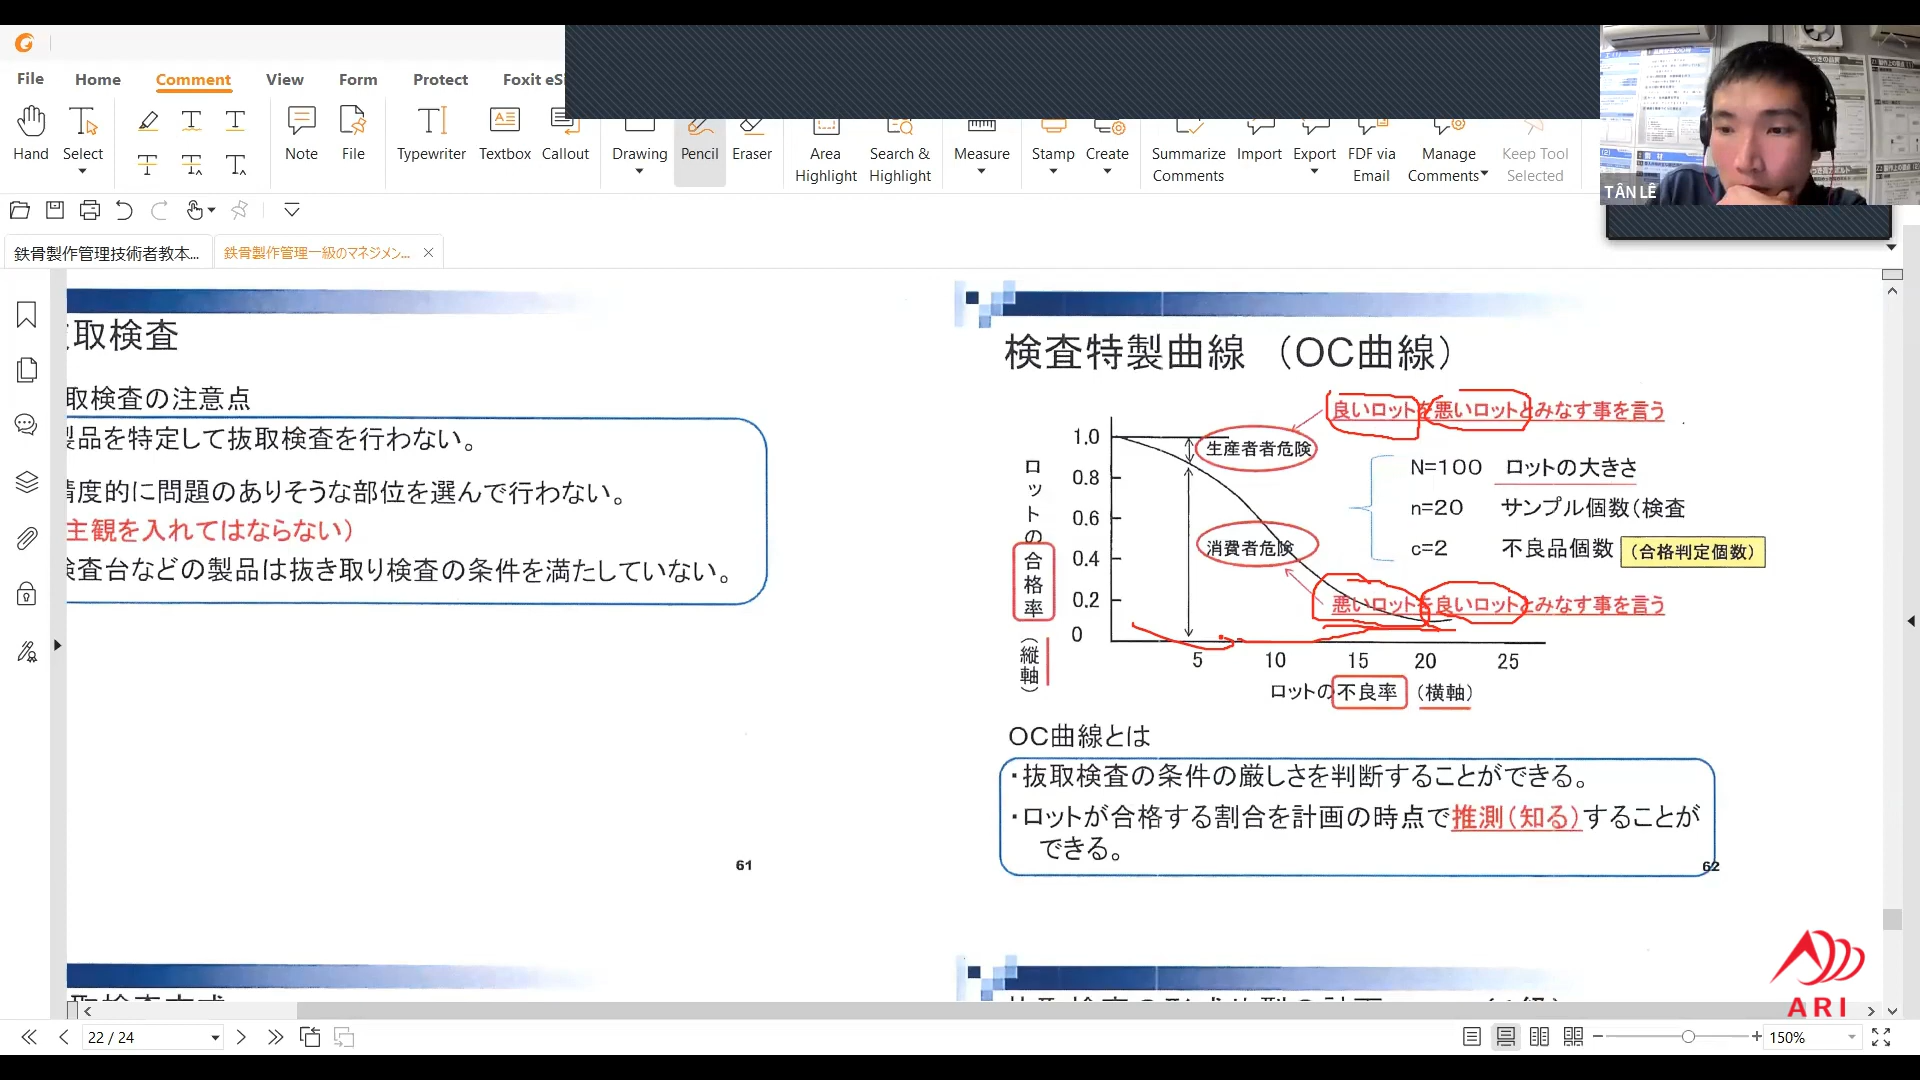 File Home Comment View Form Protect Foxit eSi
Hand Select Note File Typewriter Textbox Callout Drawing Pencil Eraser Area Highlight Search & Highlight Measure Stamp Create Summarize Comments Import Export FDF via Email Manage Comments Keep Tool Selected
TÂN LÊ
鉄骨製作管理技術者教本... 鉄骨製作管理一級のマネジメン...
取検査
取検査の注意点
製品を特定して抜取検査を行わない。
精度的に問題のありそうな部位を選んで行わない。
主観を入れてはならない）
検査台などの製品は抜き取り検査の条件を満たしていない。
61
検査特製曲線 （OC曲線）
良いロットを悪いロットとみなす事を言う
1.0
0.8
0.6
0.4
0.2
0
ロットの合格率（縦軸）
生産者者危険
消費者危険
N=100 ロットの大きさ
n=20 サンプル個数（検査
c=2 不良品個数 （合格判定個数）
悪いロットを良いロットとみなす事を言う
5 10 15 20 25
ロットの不良率 （横軸）
OC曲線とは
・抜取検査の条件の厳しさを判断することができる。
・ロットが合格する割合を計画の時点で推測（知る）することが
できる。
62
ARI
22 / 24
150%